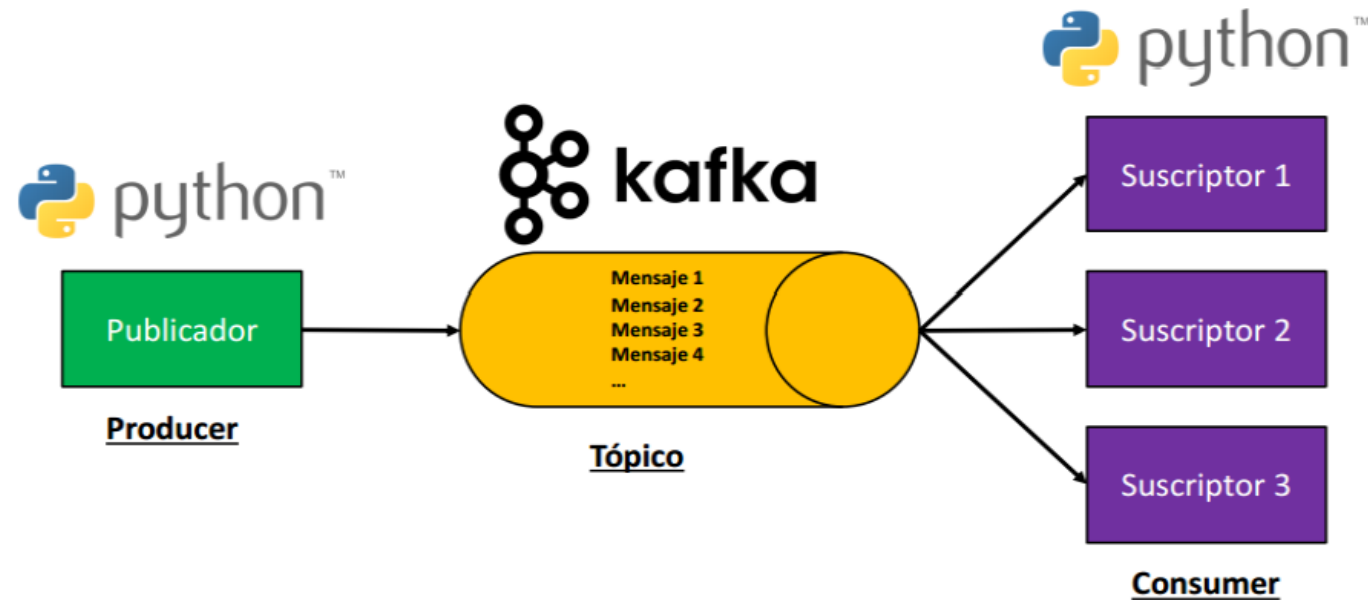 python™
kafka
python™
Publicador
Producer
Mensaje 1
Mensaje 2
Mensaje 3
Mensaje 4
...
Tópico
Suscriptor 1
Suscriptor 2
Suscriptor 3
Consumer